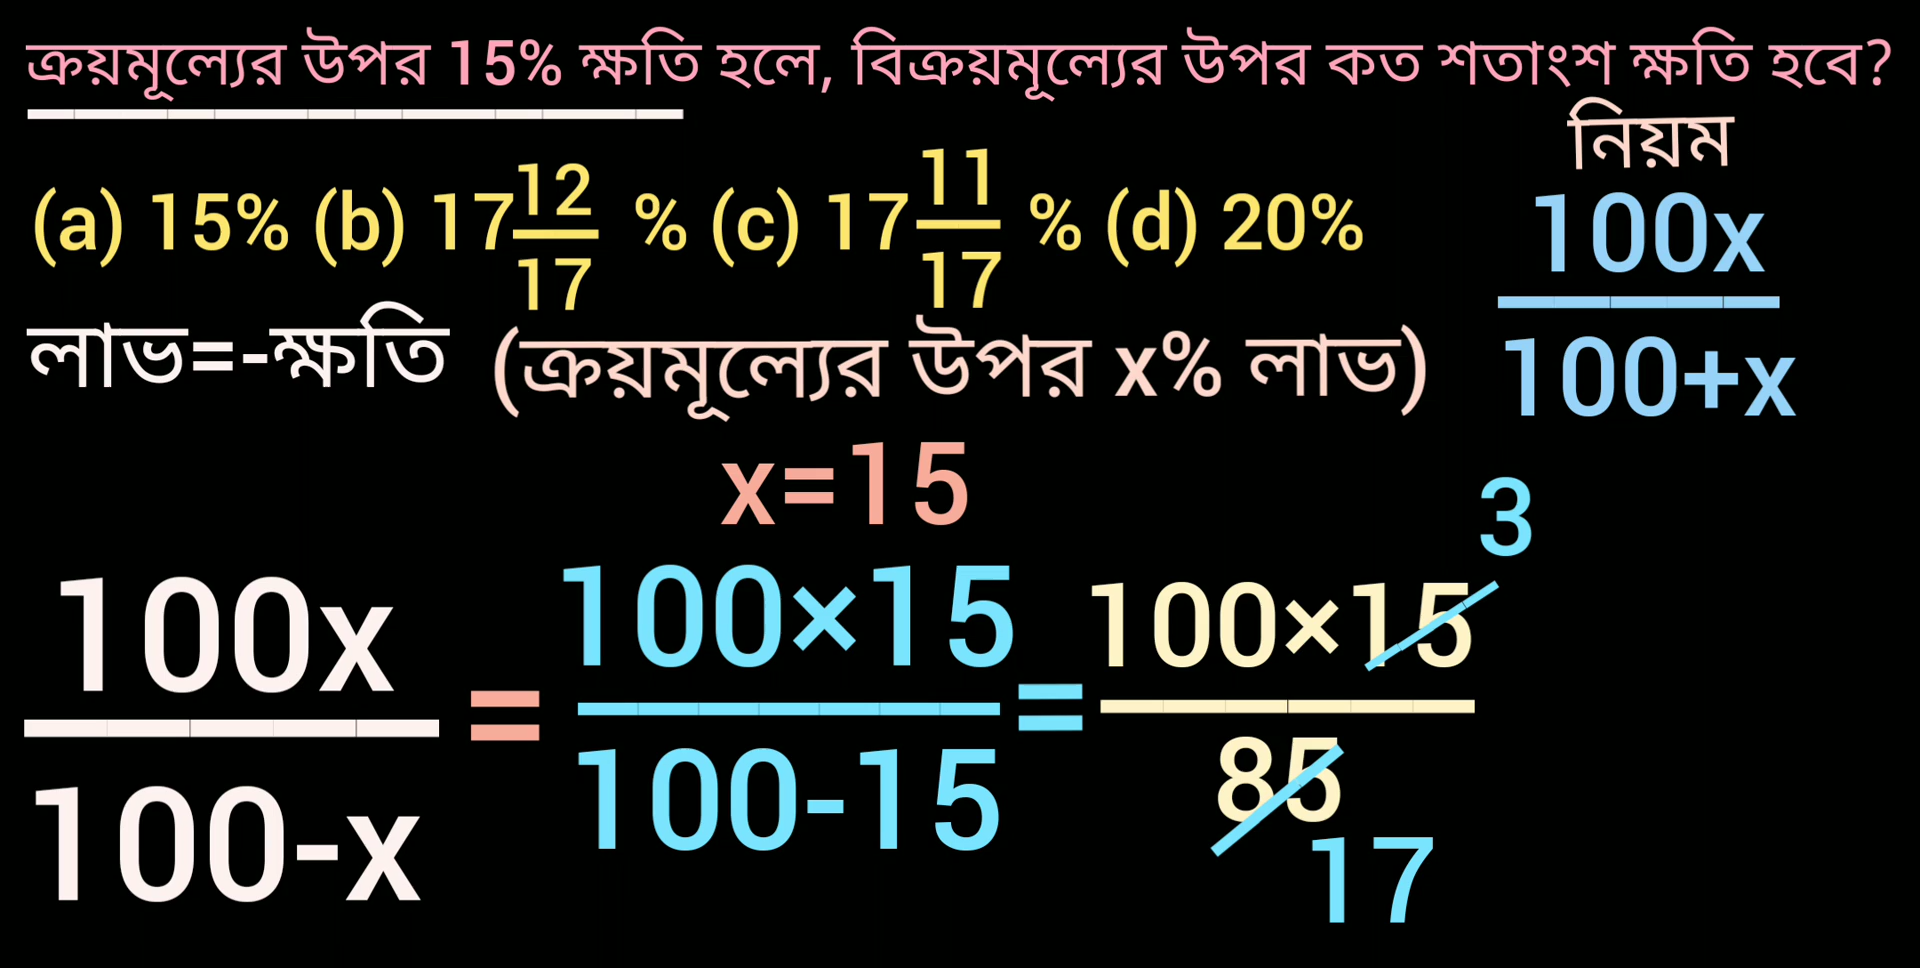 ক্রয়মূল্যের উপর 15% ক্ষতি হলে, বিক্রয়মূল্যের উপর কত শতাংশ ক্ষতি হবে?
নিয়ম
(a) 15% (b) 17 12/17 % (c) 17 11/17 % (d) 20%
100x/100+x
লাভ=-ক্ষতি (ক্রয়মূল্যের উপর x% লাভ)
x=15
3
100x/100-x = 100×15/100-15 = 100×15/85
17